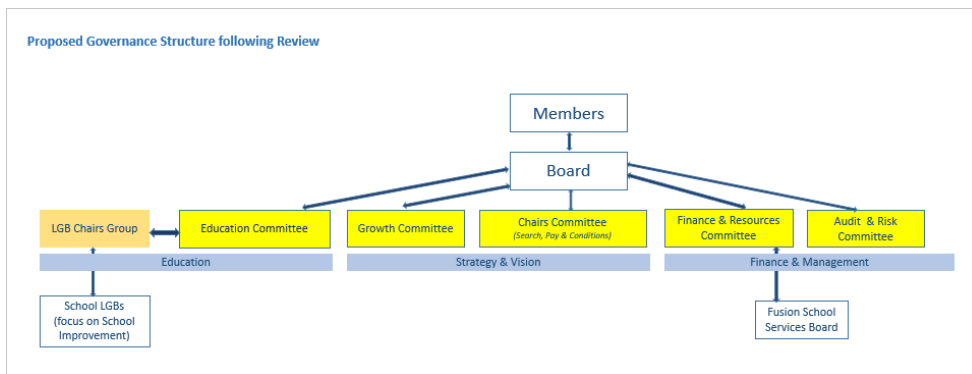 Proposed Governance Structure following Review
Members
Board
LGB Chairs Group
Education Committee
Growth Committee
Chairs Committee
(Search, Pay & Conditions)
Finance & Resources
Committee
Audit & Risk
Committee
Education
Strategy & Vision
Finance & Management
School LGBs
(focus on School
Improvement)
Fusion School
Services Board